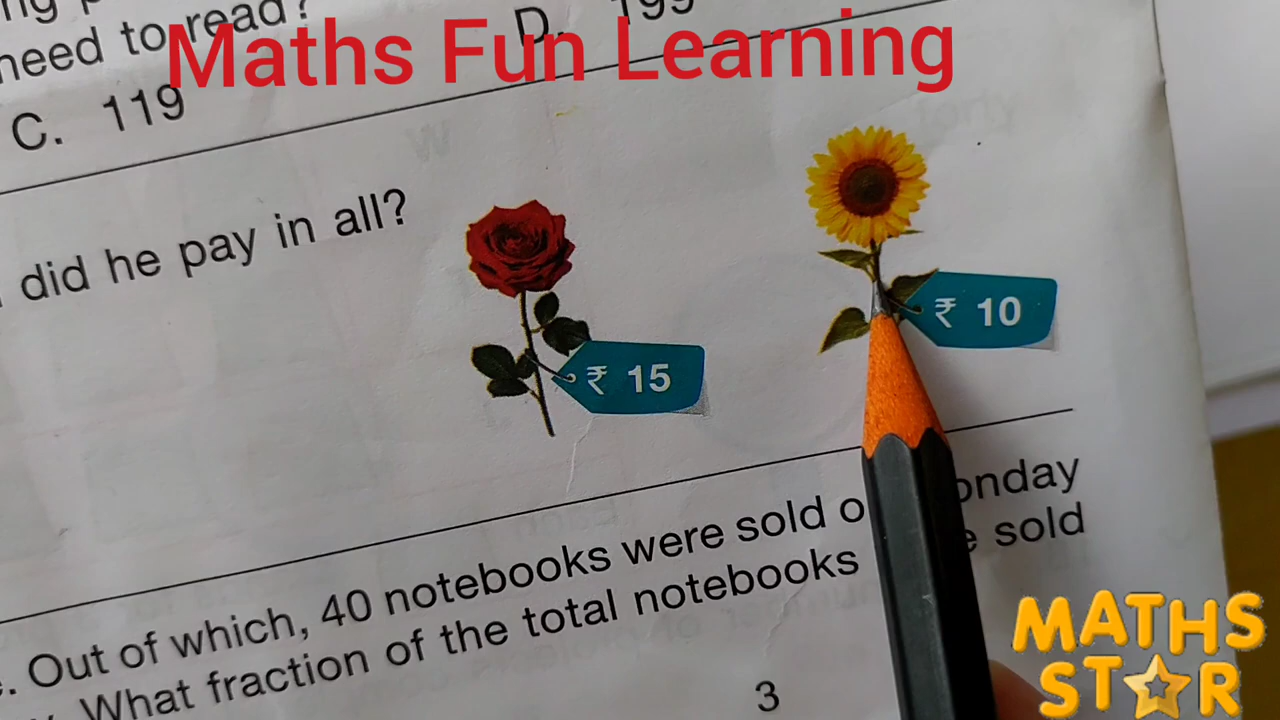 need to read?
D. 199
Maths Fun Learning
C. 119
did he pay in all?
₹ 15
₹ 10
Out of which, 40 notebooks were sold
sold
What fraction of the total notebooks
3
MATHS
STAR